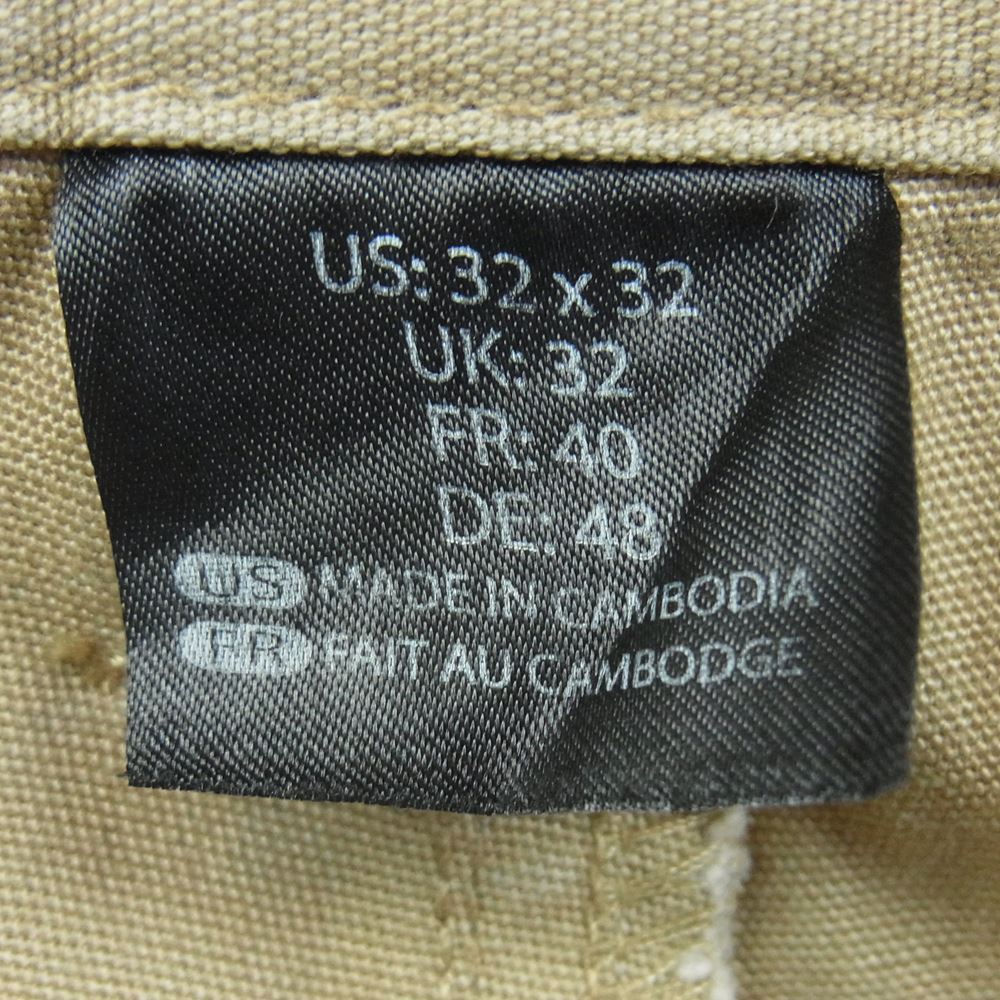 US: 32 x 32
UK: 32
FR: 40
DE: 48
US MADE IN CAMBODIA
FR FAIT AU CAMBODGE